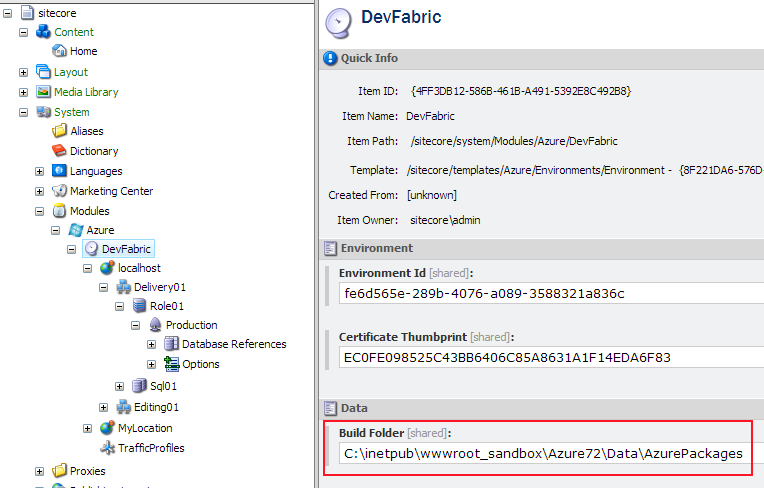 sitecore
Content
Home
Layout
Media Library
System
Aliases
Dictionary
Languages
Marketing Center
Modules
Azure
DevFabric
localhost
Delivery01
Role01
Production
Database References
Options
Sql01
Editing01
MyLocation
TrafficProfiles
Proxies
DevFabric
Quick Info
Item ID: {4FF3DB12-586B-461B-A491-5392E8C492B8}
Item Name: DevFabric
Item Path: /sitecore/system/Modules/Azure/DevFabric
Template: /sitecore/templates/Azure/Environments/Environment - {8F221DA6-576D-
Created From: [unknown]
Item Owner: sitecore\admin
Environment
Environment Id [shared]:
fe6d565e-289b-4076-a089-3588321a836c
Certificate Thumbprint [shared]:
EC0FE098525C43BB6406C85A8631A1F14EDA6F83
Data
Build Folder [shared]:
C:\inetpub\wwwroot_sandbox\Azure72\Data\AzurePackages